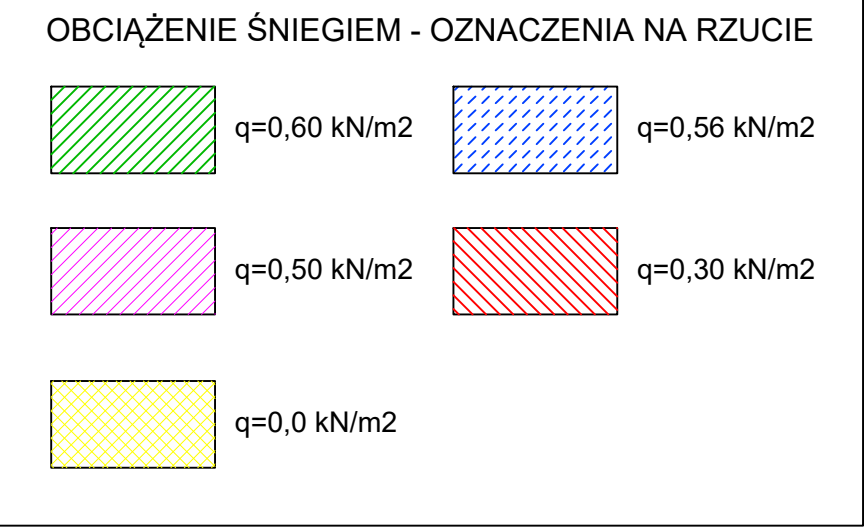 OBCIĄŻENIE ŚNIEGIEM - OZNACZENIA NA RZUCIE
q=0,60 kN/m2
q=0,56 kN/m2
q=0,50 kN/m2
q=0,30 kN/m2
q=0,0 kN/m2